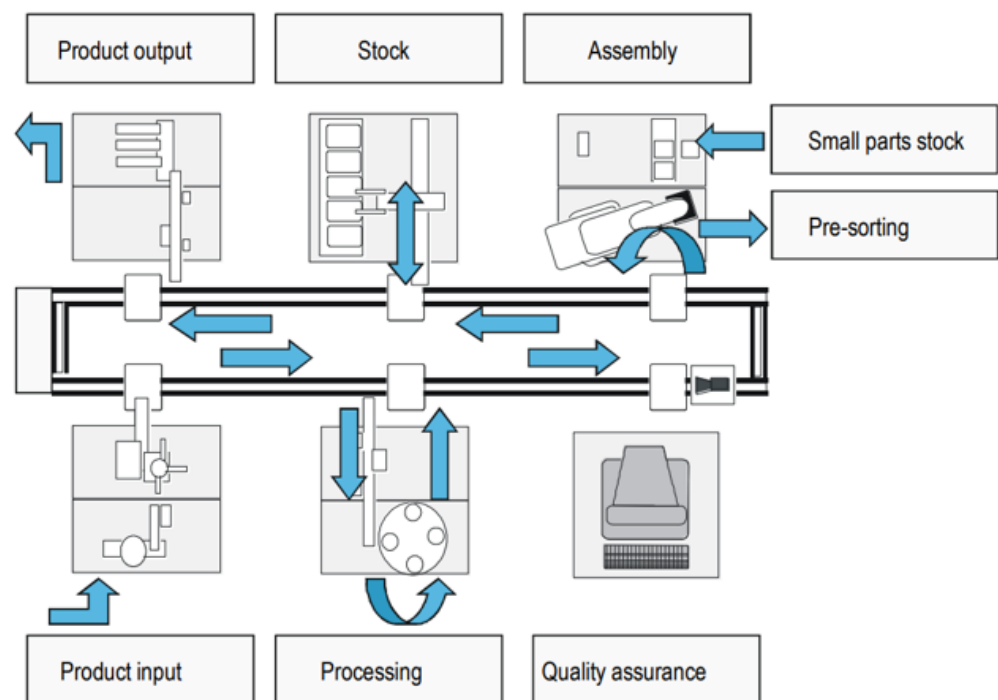 Product output
Stock
Assembly
Small parts stock
Pre-sorting
Product input
Processing
Quality assurance